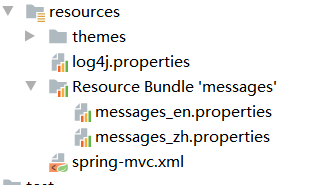 resources
themes
log4j.properties
Resource Bundle 'messages'
messages_en.properties
messages_zh.properties
spring-mvc.xml